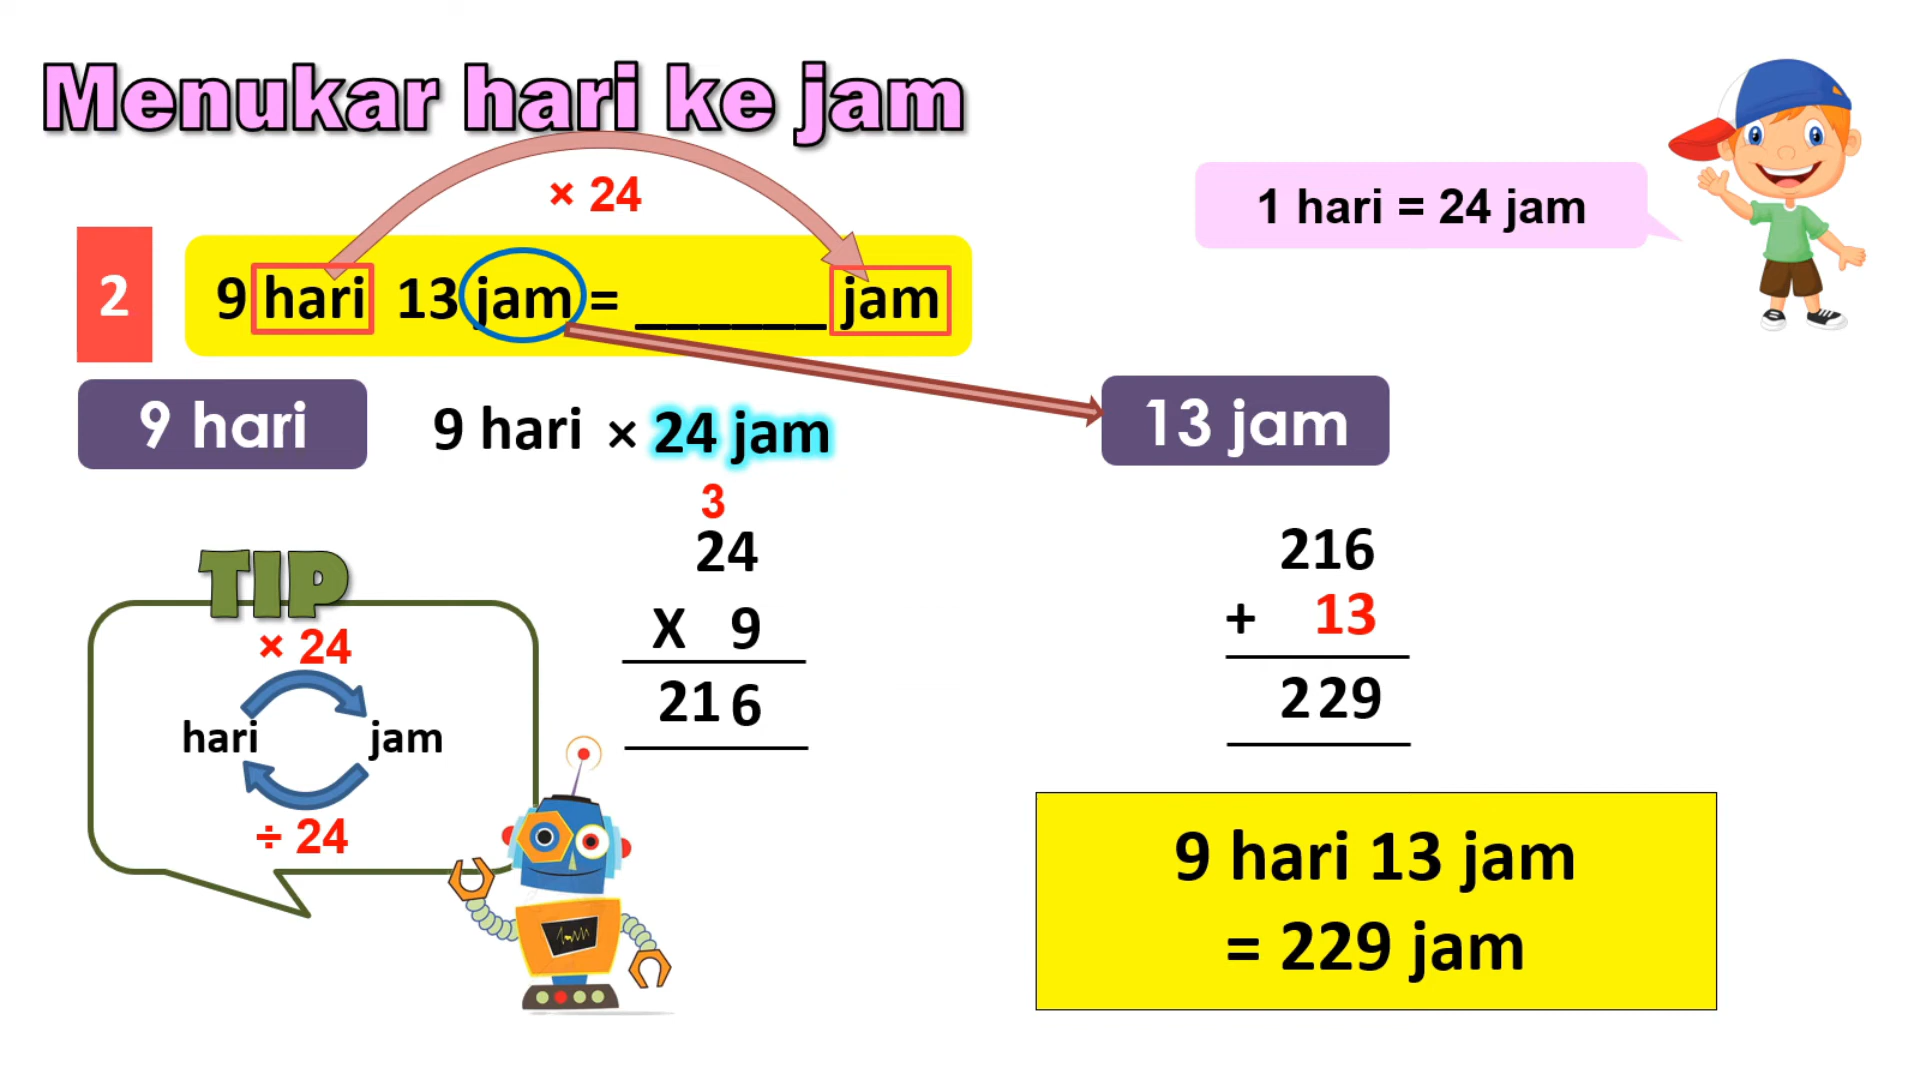 Menukar hari ke jam
× 24
1 hari = 24 jam
2
9 hari 13 jam = ______ jam
9 hari
9 hari × 24 jam
13 jam
3
24
X 9
216
216
+ 13
229
TIP
× 24
hari jam
÷ 24
9 hari 13 jam
= 229 jam